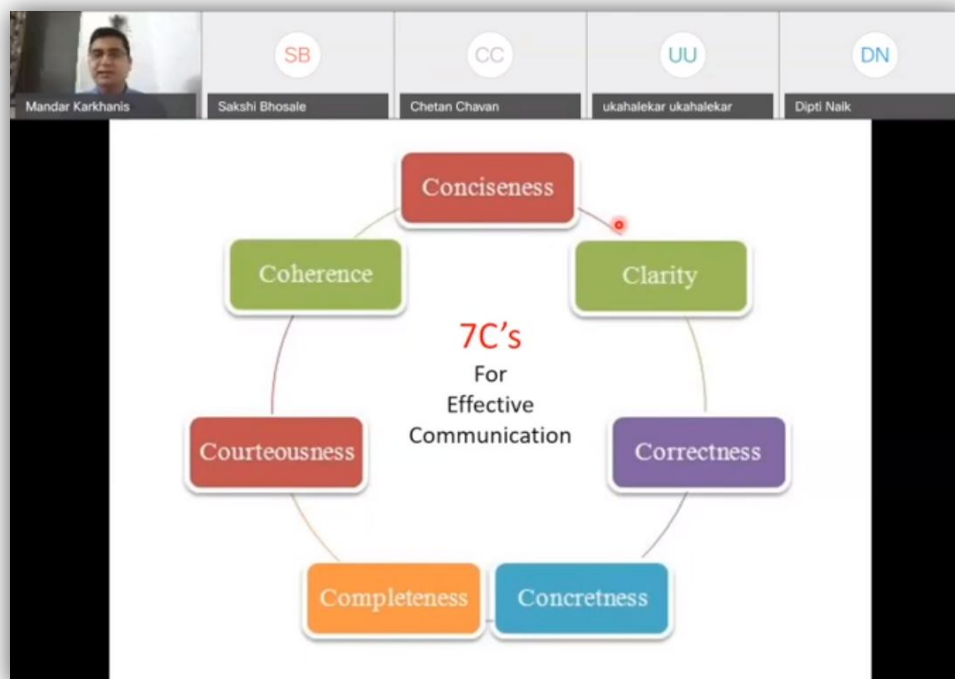 SB
CC
UU
DN
Mandar Karkhanis
Sakshi Bhosale
Chetan Chavan
ukahalekar ukahalekar
Dipti Naik
Conciseness
Coherence
Clarity
7C's
For
Effective
Communication
Courteousness
Correctness
Completeness
Concretness